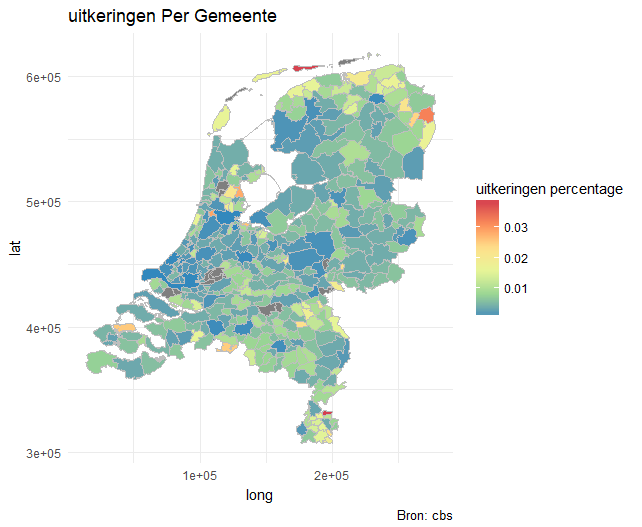 uitkeringen Per Gemeente
6e+05
5e+05
4e+05
3e+05
lat
1e+05 2e+05
long
uitkeringen percentage
0.03
0.02
0.01
Bron: cbs